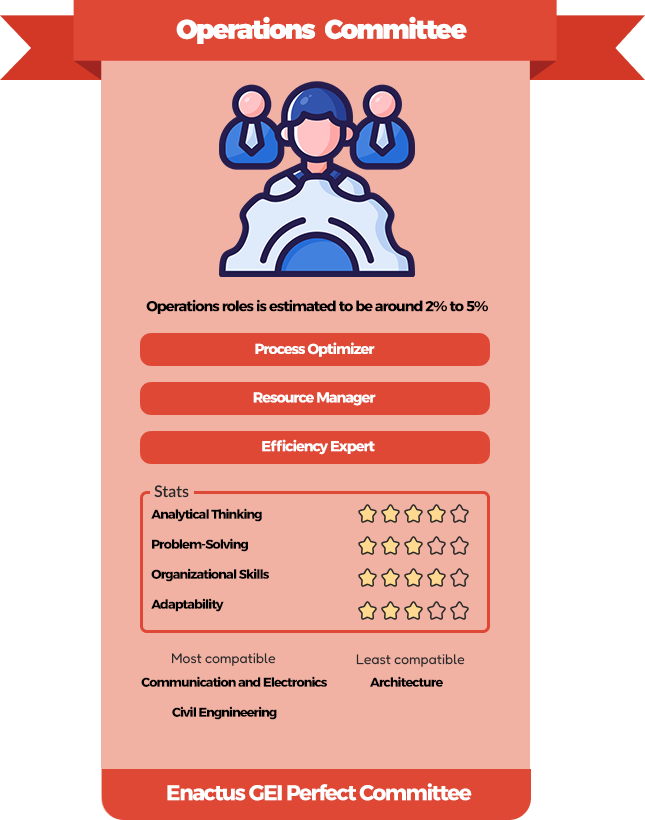 Operations Committee
Operations roles is estimated to be around 2% to 5%
Process Optimizer
Resource Manager
Efficiency Expert
Stats
Analytical Thinking
Problem-Solving
Organizational Skills
Adaptability
Most compatible
Least compatible
Communication and Electronics
Architecture
Civil Engnineering
Enactus GEI Perfect Committee